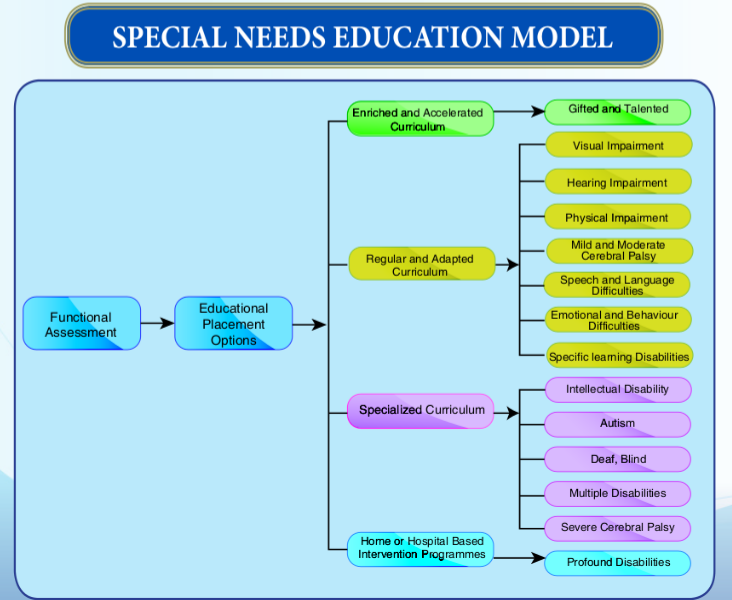 SPECIAL NEEDS EDUCATION MODEL
Functional
Assessment
Educational
Placement
Options
Enriched and Accelerated
Curriculum
Gifted and Talented
Regular and Adapted
Curriculum
Visual Impairment
Hearing Impairment
Physical Impairment
Mild and Moderate
Cerebral Palsy
Speech and Language
Difficulties
Emotional and Behaviour
Difficulties
Specific learning Disabilities
Specialized Curriculum
Intellectual Disability
Autism
Deaf, Blind
Multiple Disabilities
Severe Cerebral Palsy
Home or Hospital Based
Intervention Programmes
Profound Disabilities